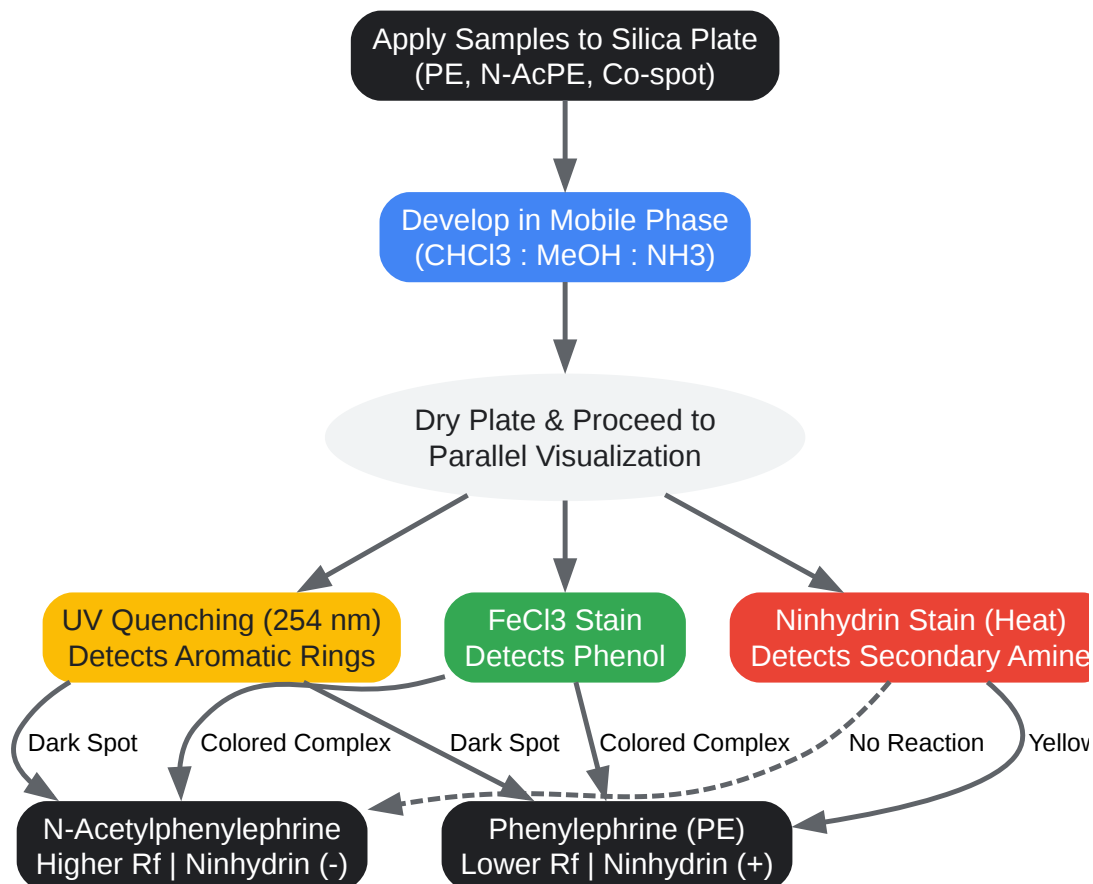 Apply Samples to Silica Plate
(PE, N-AcPE, Co-spot)
Develop in Mobile Phase
(CHCl3 : MeOH : NH3)
Dry Plate & Proceed to
Parallel Visualization
UV Quenching (254 nm)
Detects Aromatic Rings
FeCl3 Stain
Detects Phenol
Ninhydrin Stain (Heat)
Detects Secondary Amine
Dark Spot
Colored Complex
Dark Spot
Colored Complex
No Reaction
Yellow
N-Acetylphenylephrine
Higher Rf | Ninhydrin (-)
Phenylephrine (PE)
Lower Rf | Ninhydrin (+)